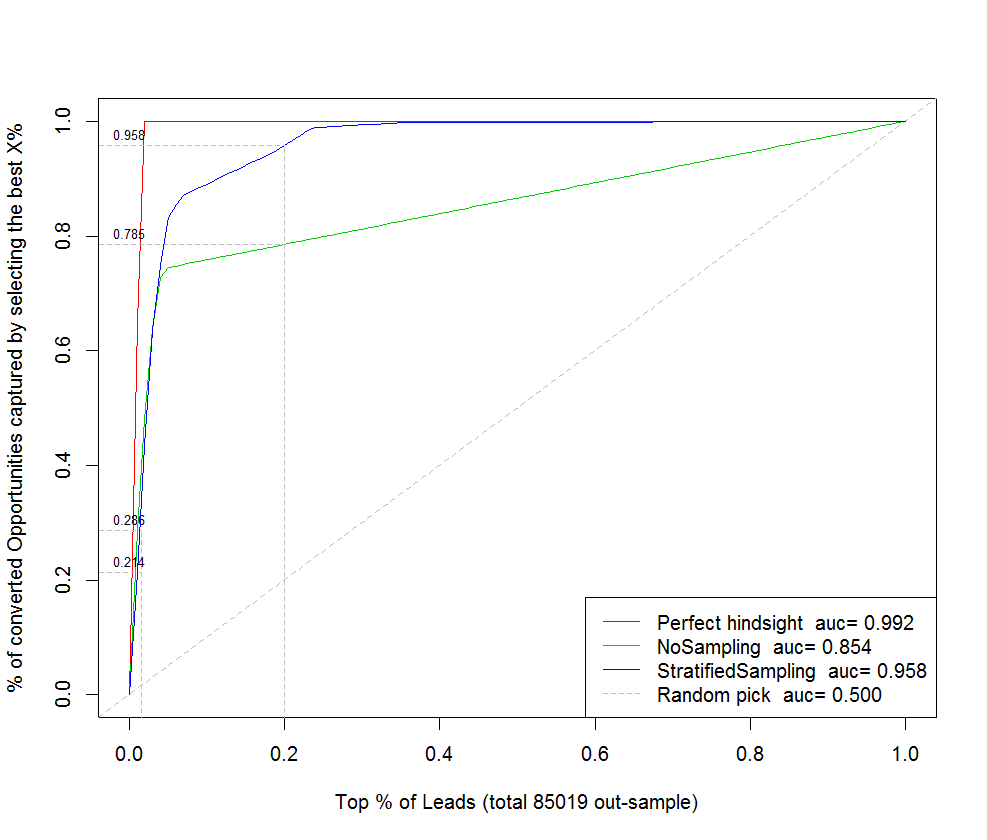 % of converted Opportunities captured by selecting the best X%
1.0
0.8
0.6
0.4
0.2
0.0
0.958
0.785
0.286
0.214
Perfect hindsight auc= 0.992
NoSampling auc= 0.854
StratifiedSampling auc= 0.958
Random pick auc= 0.500
0.0 0.2 0.4 0.6 0.8 1.0
Top % of Leads (total 85019 out-sample)